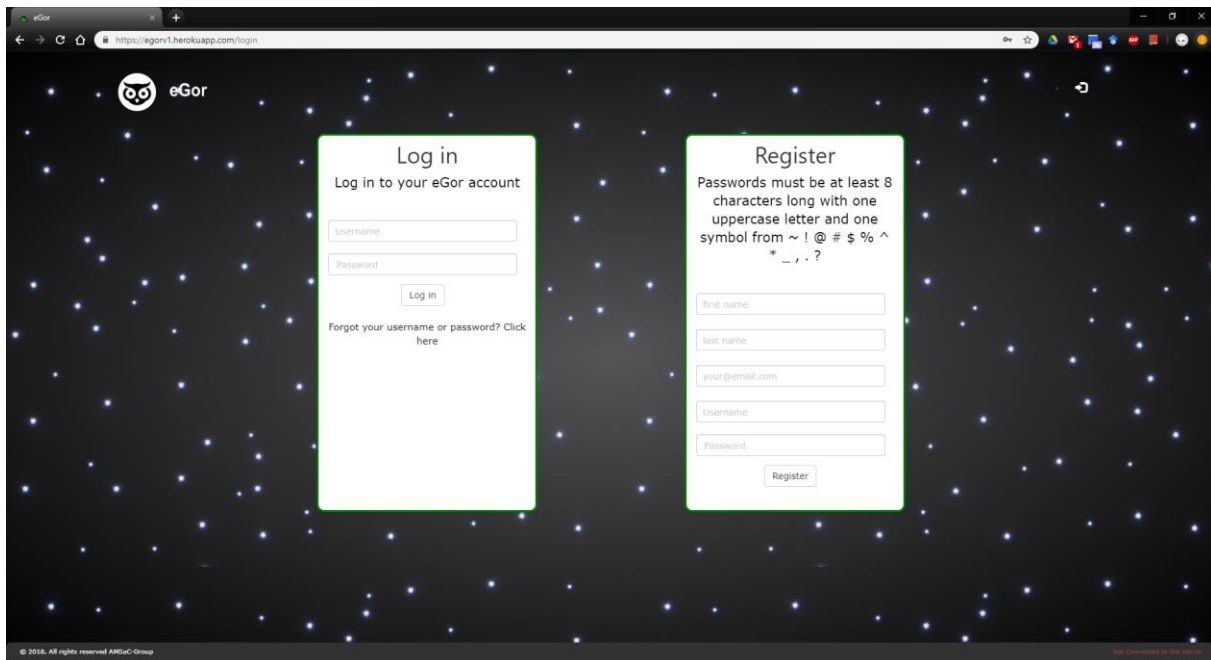 eGor
https://egorv1.herokuapp.com/login
eGor
Log in
Log in to your eGor account
Username
Password
Log in
Forgot your username or password? Click
here
Register
Passwords must be at least 8
characters long with one
uppercase letter and one
symbol from ~ ! @ # $ % ^
* _ , . ?
first name
last name
your@email.com
Username
Password
Register
© 2018, All rights reserved AMSaC-Group
Not Connected to the server